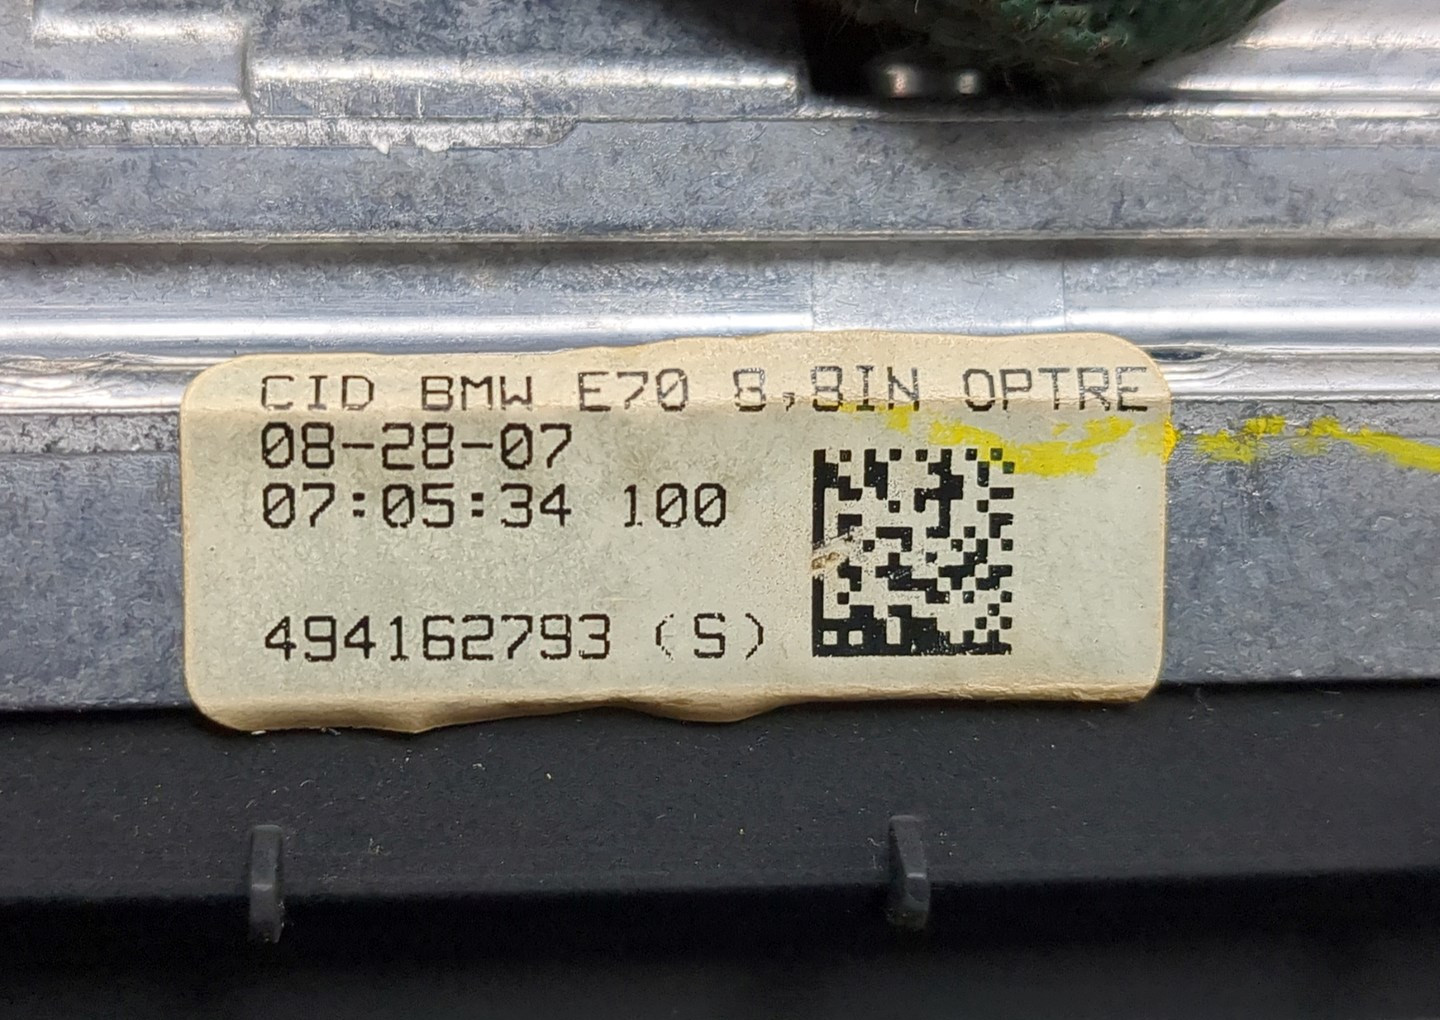 CID BMW E70 8,8IN OPTRE
08-28-07
07:05:34 100
494162793 (S)